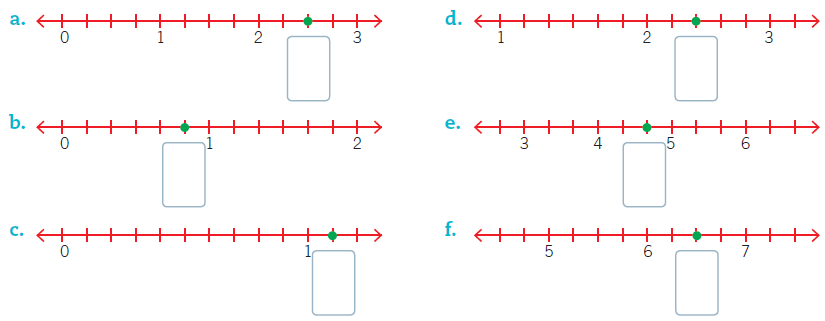 a. 0 1 2 3
b. 0 1 2
c. 0 1
d. 1 2 3
e. 3 4 5 6
f. 5 6 7